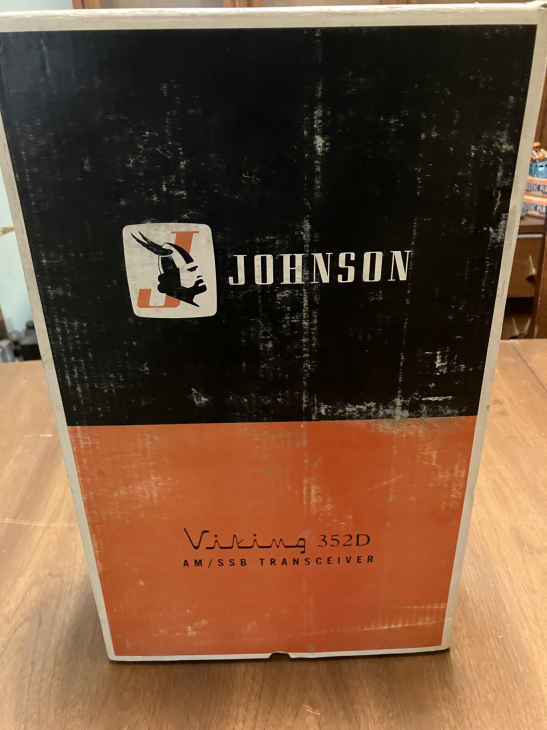 J
JOHNSON
Viking 352D
AM/SSB TRANSCEIVER